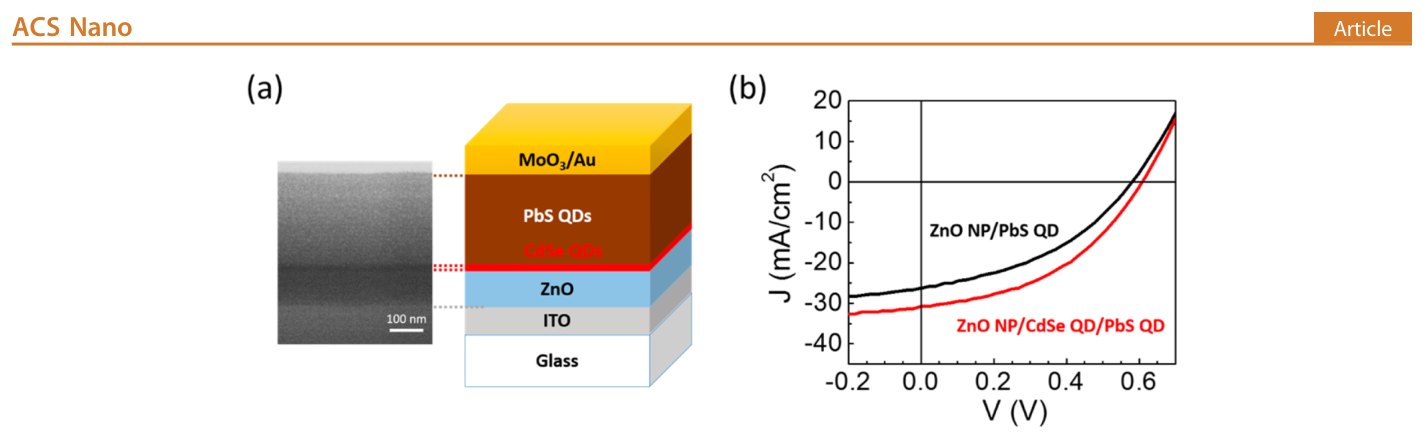 ACS Nano
Article
(a)
MoO₃/Au
PbS QDs
CdSe QDs
ZnO
ITO
Glass
100 nm
(b)
20
10
0
-10
-20
-30
-40
J (mA/cm²)
ZnO NP/PbS QD
ZnO NP/CdSe QD/PbS QD
-0.2 0.0 0.2 0.4 0.6
V (V)